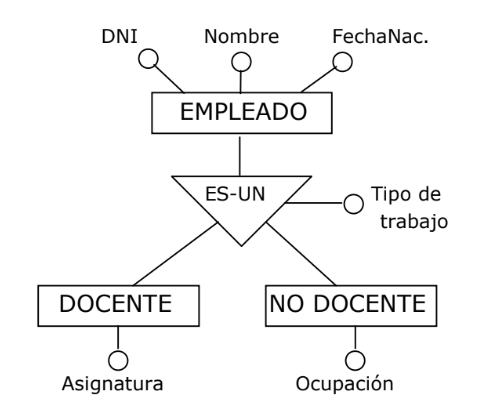 DNI Nombre FechaNac.
EMPLEADO
ES-UN
Tipo de
trabajo
DOCENTE NO DOCENTE
Asignatura Ocupación